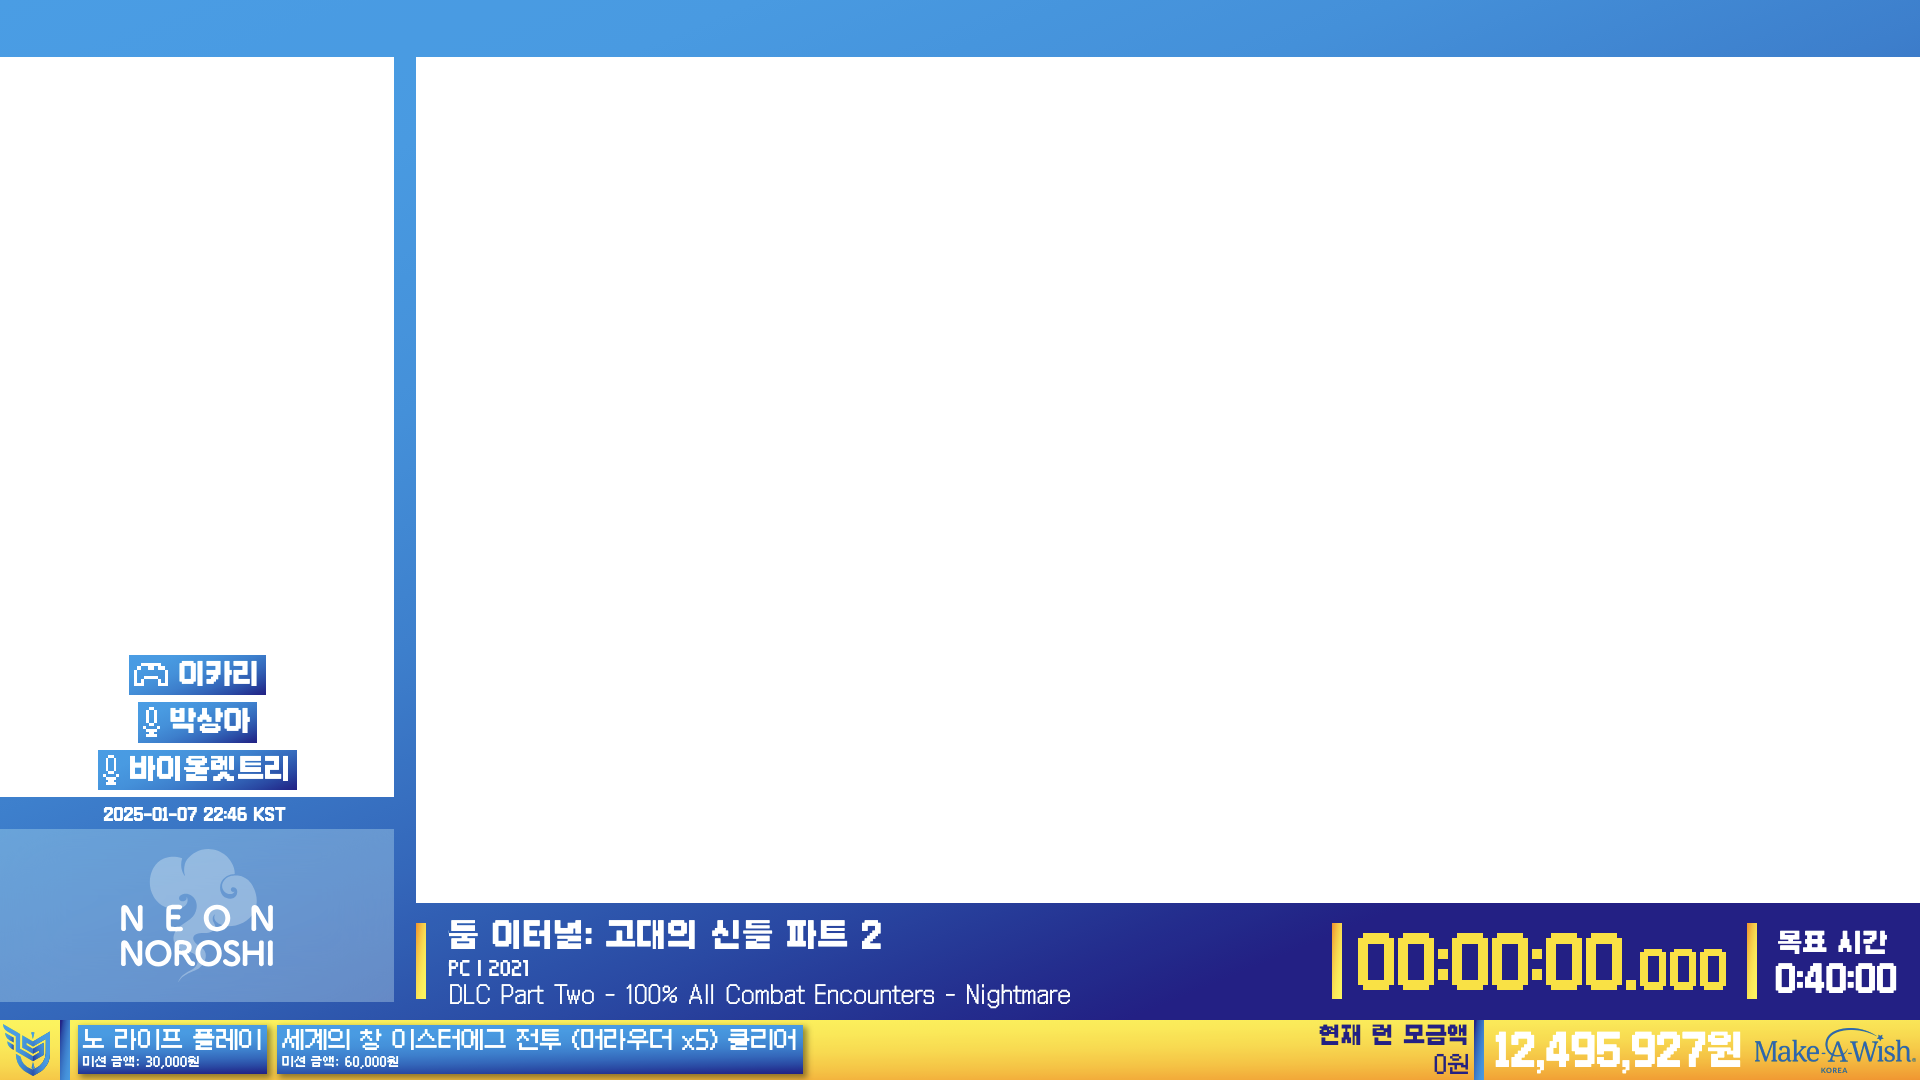 이카리
박상아
바이올렛트리
2025-01-07 22:46 KST
NEON
NOROSHI
둠 이터널: 고대의 신들 파트 2
PC | 2021
DLC Part Two - 100% All Combat Encounters - Nightmare
00:00:00.000
목표 시간
0:40:00
노 라이프 플레이
미션 금액: 30,000원
세계의 창 이스터에그 전투 (머라우더 x5) 클리어
미션 금액: 60,000원
현재 런 모금액
0원
12,495,927원
Make-A-Wish®
KOREA